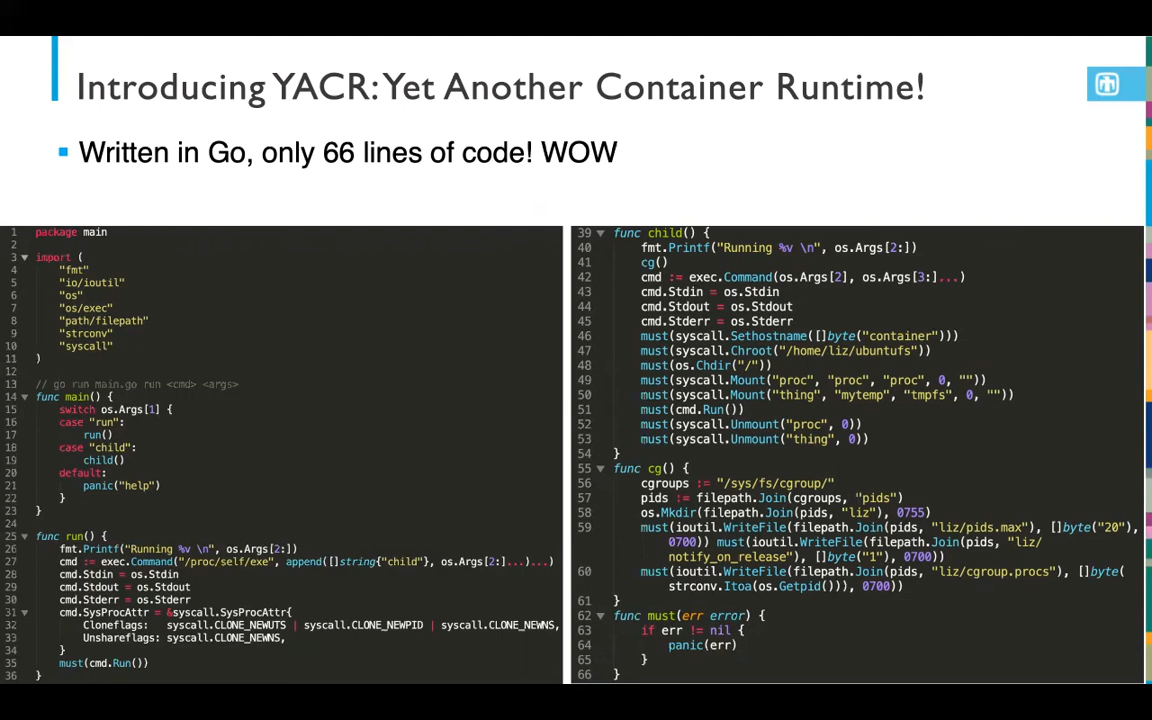 Introducing YACR: Yet Another Container Runtime!
Written in Go, only 66 lines of code! WOW
1 package main
2
3 import (
4 "fmt"
5 "io/ioutil"
6 "os"
7 "os/exec"
8 "path/filepath"
9 "strconv"
10 "syscall"
11 )
12
13 // go run main.go run <cmd> <args>
14 func main() {
15 switch os.Args[1] {
16 case "run":
17 run()
18 case "child":
19 child()
20 default:
21 panic("help")
22 }
23 }
24
25 func run() {
26 fmt.Printf("Running %v \n", os.Args[2:])
27 cmd := exec.Command("/proc/self/exe", append([]string{"child"}, os.Args[2:]...)...)
28 cmd.Stdin = os.Stdin
29 cmd.Stdout = os.Stdout
30 cmd.Stderr = os.Stderr
31 cmd.SysProcAttr = &syscall.SysProcAttr{
32 Cloneflags: syscall.CLONE_NEWUTS | syscall.CLONE_NEWPID | syscall.CLONE_NEWNS,
33 Unshareflags: syscall.CLONE_NEWNS,
34 }
35 must(cmd.Run())
36 }
39 func child() {
40 fmt.Printf("Running %v \n", os.Args[2:])
41 cg()
42 cmd := exec.Command(os.Args[2], os.Args[3:]...)
43 cmd.Stdin = os.Stdin
44 cmd.Stdout = os.Stdout
45 cmd.Stderr = os.Stderr
46 must(syscall.Sethostname([]byte("container")))
47 must(syscall.Chroot("/home/liz/ubuntufs"))
48 must(os.Chdir("/"))
49 must(syscall.Mount("proc", "proc", "proc", 0, ""))
50 must(syscall.Mount("thing", "mytemp", "tmpfs", 0, ""))
51 must(cmd.Run())
52 must(syscall.Unmount("proc", 0))
53 must(syscall.Unmount("thing", 0))
54 }
55 func cg() {
56 cgroups := "/sys/fs/cgroup/"
57 pids := filepath.Join(cgroups, "pids")
58 os.Mkdir(filepath.Join(pids, "liz"), 0755)
59 must(ioutil.WriteFile(filepath.Join(pids, "liz/pids.max"), []byte("20"),
0700)) must(ioutil.WriteFile(filepath.Join(pids, "liz/
notify_on_release"), []byte("1"), 0700))
60 must(ioutil.WriteFile(filepath.Join(pids, "liz/cgroup.procs"), []byte(
strconv.Itoa(os.Getpid())), 0700))
61 }
62 func must(err error) {
63 if err != nil {
64 panic(err)
65 }
66 }